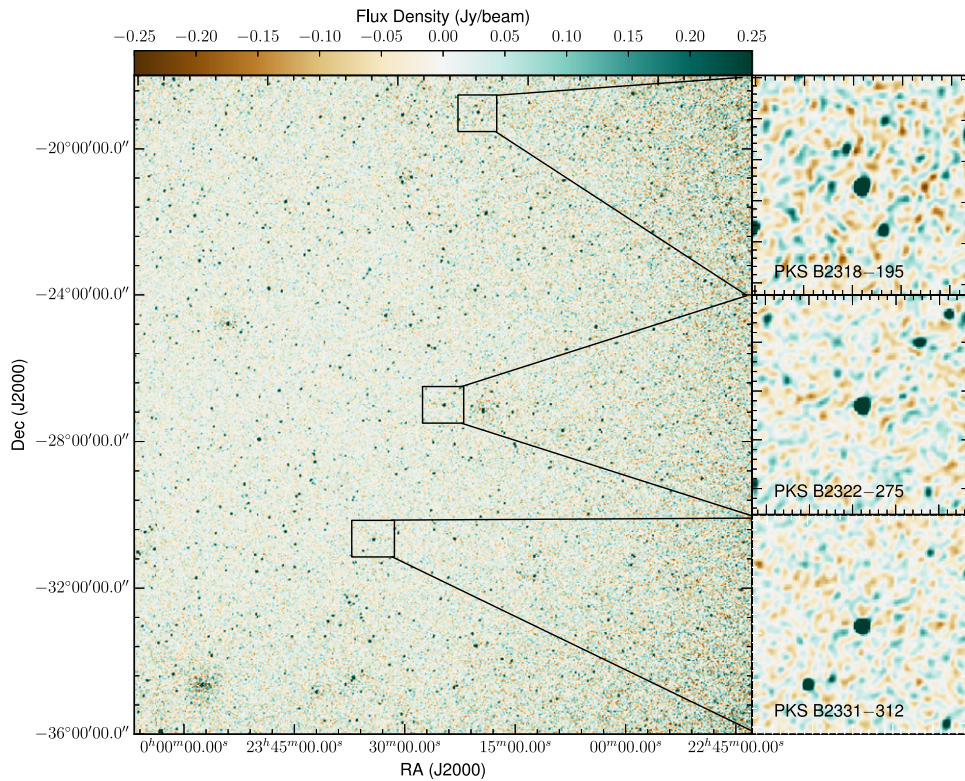 Flux Density (Jy/beam)
−0.25 −0.20 −0.15 −0.10 −0.05 0.00 0.05 0.10 0.15 0.20 0.25
−20°00′00.0″
−24°00′00.0″
−28°00′00.0″
−32°00′00.0″
−36°00′00.0″
Dec (J2000)
PKS B2318−195
PKS B2322−275
PKS B2331−312
0ʰ00ᵐ00.00ˢ 23ʰ45ᵐ00.00ˢ 30ᵐ00.00ˢ 15ᵐ00.00ˢ 00ᵐ00.00ˢ 22ʰ45ᵐ00.00ˢ
RA (J2000)